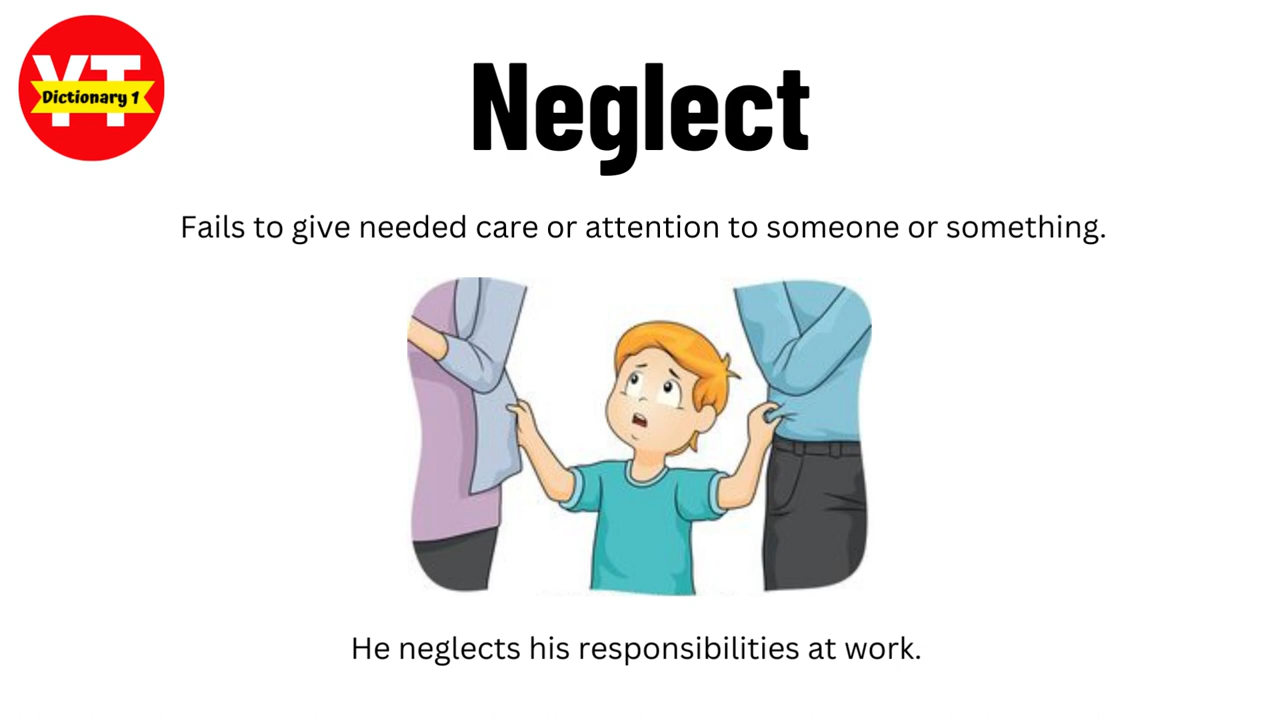 YT
Dictionary 1
Neglect
Fails to give needed care or attention to someone or something.
He neglects his responsibilities at work.